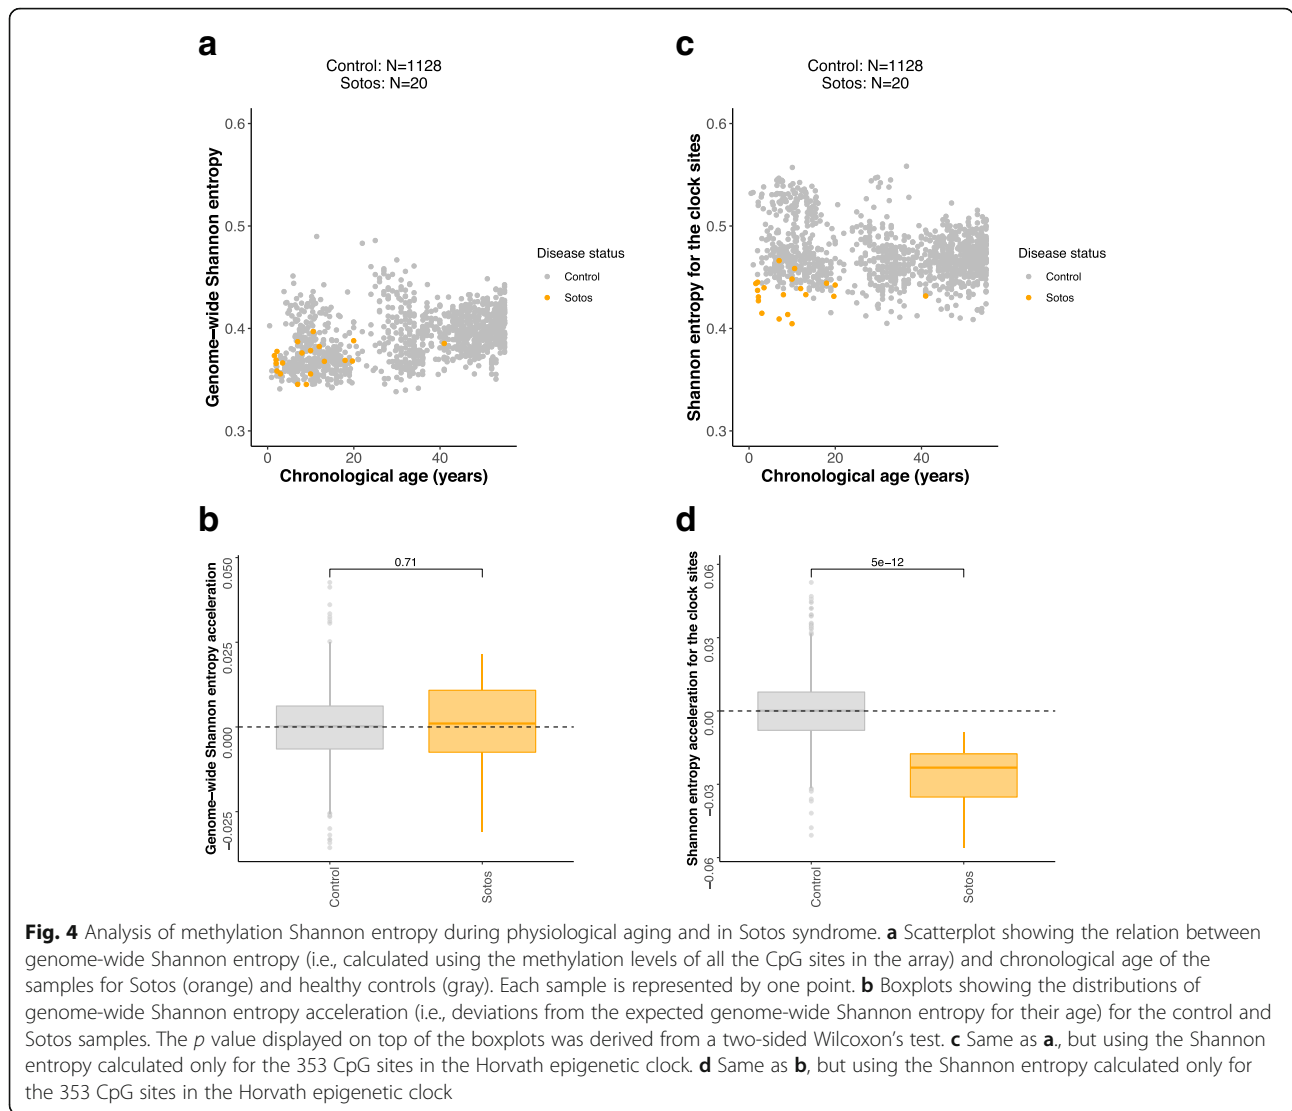 a
Control: N=1128
Sotos: N=20
Genome-wide Shannon entropy
0.6
0.5
0.4
0.3
0
20
40
Chronological age (years)
Disease status
Control
Sotos
c
Control: N=1128
Sotos: N=20
Shannon entropy for the clock sites
0.6
0.5
0.4
0.3
0
20
40
Chronological age (years)
Disease status
Control
Sotos
b
Genome-wide Shannon entropy acceleration
0.050
0.025
0.000
−0.025
0.71
Control
Sotos
d
Shannon entropy acceleration for the clock sites
0.06
0.03
0.00
−0.03
−0.06
5e−12
Control
Sotos
Fig. 4 Analysis of methylation Shannon entropy during physiological aging and in Sotos syndrome. a Scatterplot showing the relation between
genome-wide Shannon entropy (i.e., calculated using the methylation levels of all the CpG sites in the array) and chronological age of the
samples for Sotos (orange) and healthy controls (gray). Each sample is represented by one point. b Boxplots showing the distributions of
genome-wide Shannon entropy acceleration (i.e., deviations from the expected genome-wide Shannon entropy for their age) for the control and
Sotos samples. The p value displayed on top of the boxplots was derived from a two-sided Wilcoxon's test. c Same as a., but using the Shannon
entropy calculated only for the 353 CpG sites in the Horvath epigenetic clock. d Same as b, but using the Shannon entropy calculated only for
the 353 CpG sites in the Horvath epigenetic clock